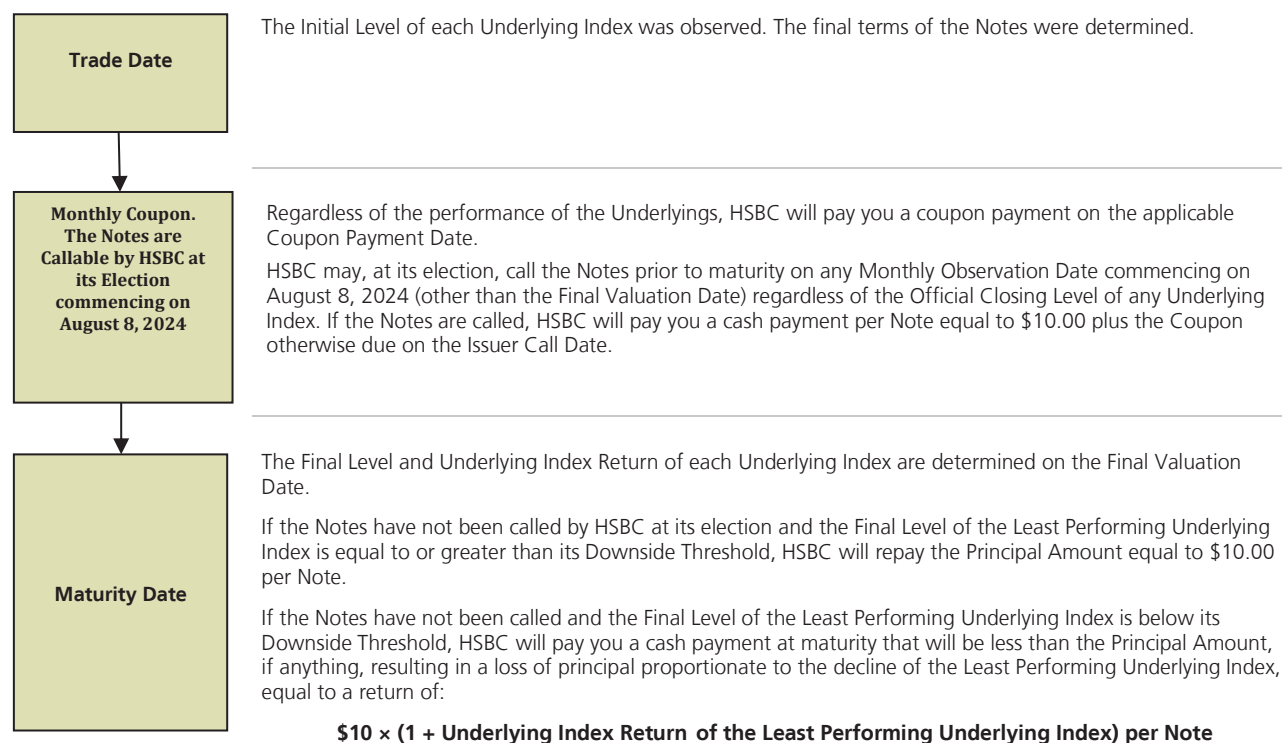 Trade Date
The Initial Level of each Underlying Index was observed. The final terms of the Notes were determined.
Monthly Coupon.
The Notes are
Callable by HSBC at
its Election
commencing on
August 8, 2024
Regardless of the performance of the Underlyings, HSBC will pay you a coupon payment on the applicable
Coupon Payment Date.
HSBC may, at its election, call the Notes prior to maturity on any Monthly Observation Date commencing on
August 8, 2024 (other than the Final Valuation Date) regardless of the Official Closing Level of any Underlying
Index. If the Notes are called, HSBC will pay you a cash payment per Note equal to $10.00 plus the Coupon
otherwise due on the Issuer Call Date.
Maturity Date
The Final Level and Underlying Index Return of each Underlying Index are determined on the Final Valuation
Date.
If the Notes have not been called by HSBC at its election and the Final Level of the Least Performing Underlying
Index is equal to or greater than its Downside Threshold, HSBC will repay the Principal Amount equal to $10.00
per Note.
If the Notes have not been called and the Final Level of the Least Performing Underlying Index is below its
Downside Threshold, HSBC will pay you a cash payment at maturity that will be less than the Principal Amount,
if anything, resulting in a loss of principal proportionate to the decline of the Least Performing Underlying Index,
equal to a return of:
$10 × (1 + Underlying Index Return of the Least Performing Underlying Index) per Note